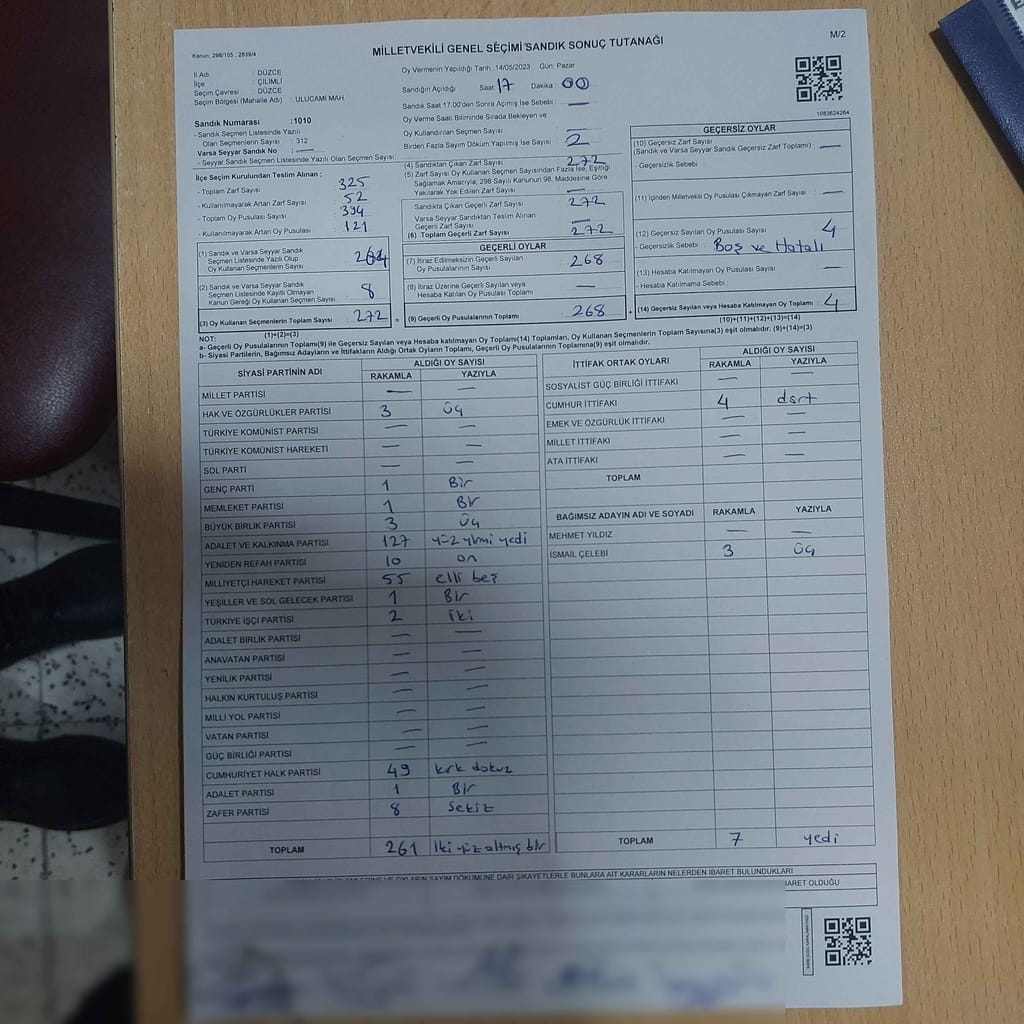 Kanun. 298/105 ; 2839/4
MİLLETVEKİLİ GENEL SEÇİMİ SANDIK SONUÇ TUTANAĞI
M/2
İl Adı : DÜZCE
İlçe : ÇİLİMLİ
Seçim Çevresi : DÜZCE
Seçim Bölgesi (Mahalle Adı) : ULUCAMİ MAH.
Sandık Numarası : 1010
- Sandık Seçmen Listesinde Yazılı
Olan Seçmenlerin Sayısı : 312
Varsa Seyyar Sandık No : —
- Seyyar Sandık Seçmen Listesinde Yazılı Olan Seçmen Sayısı
İlçe Seçim Kurulundan Teslim Alınan ;
- Toplam Zarf Sayısı 325
- Kullanılmayarak Artan Zarf Sayısı 52
- Toplam Oy Pusulası Sayısı 394
- Kullanılmayarak Artan Oy Pusulası 121
(1) Sandık ve Varsa Seyyar Sandık
Seçmen Listesinde Yazılı Olup
Oy Kullanan Seçmenlerin Sayısı 264
(2) Sandık ve Varsa Seyyar Sandık
Seçmen Listesinde Kayıtlı Olmayan
Kanun Gereği Oy Kullanan Seçmen Sayısı 8
(3) Oy Kullanan Seçmenlerin Toplam Sayısı 272 =
(1)+(2)=(3)
Oy Vermenin Yapıldığı Tarih :14/05/2023 Gün: Pazar
Sandığın Açıldığı Saat 17 Dakika : 00
Sandık Saat 17:00'den Sonra Açılmış İse Sebebi : —
Oy Verme Saati Bitiminde Sırada Bekleyen ve
Oy Kullandırılan Seçmen Sayısı —
Birden Fazla Sayım Döküm Yapılmış İse Sayısı 2
(4) Sandıktan Çıkan Zarf Sayısı 272
(5) Zarf Sayısı Oy Kullanan Seçmen Sayısından Fazla İse, Eşitliği
Sağlamak Amacıyla, 298 Sayılı Kanunun 98. Maddesine Göre
Yakılarak Yok Edilen Zarf Sayısı —
Sandıkta Çıkan Geçerli Zarf Sayısı 272
Varsa Seyyar Sandıktan Teslim Alınan
Geçerli Zarf Sayısı —
(6) Toplam Geçerli Zarf Sayısı 272
GEÇERLİ OYLAR
(7) İtiraz Edilmeksizin Geçerli Sayılan
Oy Pusulalarının Sayısı 268
(8) İtiraz Üzerine Geçerli Sayılan veya
Hesaba Katılan Oy Pusulası Toplamı —
(9) Geçerli Oy Pusulalarının Toplamı 268 +
1083624264
GEÇERSİZ OYLAR
(10) Geçersiz Zarf Sayısı
(Sandık ve Varsa Seyyar Sandık Geçersiz Zarf Toplamı) —
- Geçersizlik Sebebi
(11) İçinden Milletvekili Oy Pusulası Çıkmayan Zarf Sayısı —
(12) Geçersiz Sayılan Oy Pusulası Sayısı 4
- Geçersizlik Sebebi : Boş ve Hatalı
(13) Hesaba Katılmayan Oy Pusulası Sayısı —
- Hesaba Katılmama Sebebi :
(14) Geçersiz Sayılan veya Hesaba Katılmayan Oy Toplamı 4
(10)+(11)+(12)+(13)=(14)
NOT:
a- Geçerli Oy Pusulalarının Toplamı(9) ile Geçersiz Sayılan veya Hesaba katılmayan Oy Toplamı(14) Toplamları, Oy Kullanan Seçmenlerin Toplam Sayısına(3) eşit olmalıdır. (9)+(14)=(3)
b- Siyasi Partilerin, Bağımsız Adayların ve İttifakların Aldığı Ortak Oyların Toplamı, Geçerli Oy Pusulalarının Toplamına(9) eşit olmalıdır.
SİYASİ PARTİNİN ADI ALDIĞI OY SAYISI
RAKAMLA YAZIYLA
MİLLET PARTİSİ — —
HAK VE ÖZGÜRLÜKLER PARTİSİ 3 üç
TÜRKİYE KOMÜNİST PARTİSİ — —
TÜRKİYE KOMÜNİST HAREKETİ — —
SOL PARTİ — —
GENÇ PARTİ 1 Bir
MEMLEKET PARTİSİ 1 Bir
BÜYÜK BİRLİK PARTİSİ 3 üç
ADALET VE KALKINMA PARTİSİ 127 yüz yirmi yedi
YENİDEN REFAH PARTİSİ 10 on
MİLLİYETÇİ HAREKET PARTİSİ 55 elli beş
YEŞİLLER VE SOL GELECEK PARTİSİ 1 Bir
TÜRKİYE İŞÇİ PARTİSİ 2 iki
ADALET BİRLİK PARTİSİ — —
ANAVATAN PARTİSİ — —
YENİLİK PARTİSİ — —
HALKIN KURTULUŞ PARTİSİ — —
MİLLİ YOL PARTİSİ — —
VATAN PARTİSİ — —
GÜÇ BİRLİĞİ PARTİSİ — —
CUMHURİYET HALK PARTİSİ 49 kırk dokuz
ADALET PARTİSİ 1 Bir
ZAFER PARTİSİ 8 Sekiz
TOPLAM 261 İki yüz altmış bir
İTTİFAK ORTAK OYLARI ALDIĞI OY SAYISI
RAKAMLA YAZIYLA
SOSYALİST GÜÇ BİRLİĞİ İTTİFAKI — —
CUMHUR İTTİFAKI 4 dört
EMEK VE ÖZGÜRLÜK İTTİFAKI — —
MİLLET İTTİFAKI — —
ATA İTTİFAKI — —
TOPLAM
BAĞIMSIZ ADAYIN ADI VE SOYADI RAKAMLA YAZIYLA
MEHMET YILDIZ — —
İSMAİL ÇELEBİ 3 üç
TOPLAM 7 yedi
OYLARIN SAYIM DÖKÜMÜNE DAİR ŞİKAYETLERLE BUNLARA AİT KARARLARIN NELERDEN İBARET BULUNDUKLARI
İBARET OLDUĞU